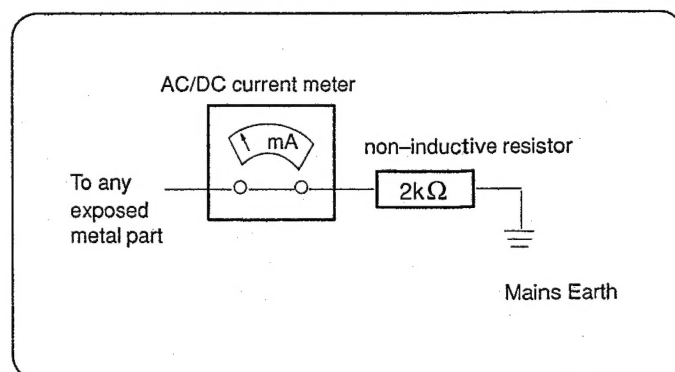 AC/DC current meter
mA
non–inductive resistor
To any
exposed
metal part
2kΩ
Mains Earth